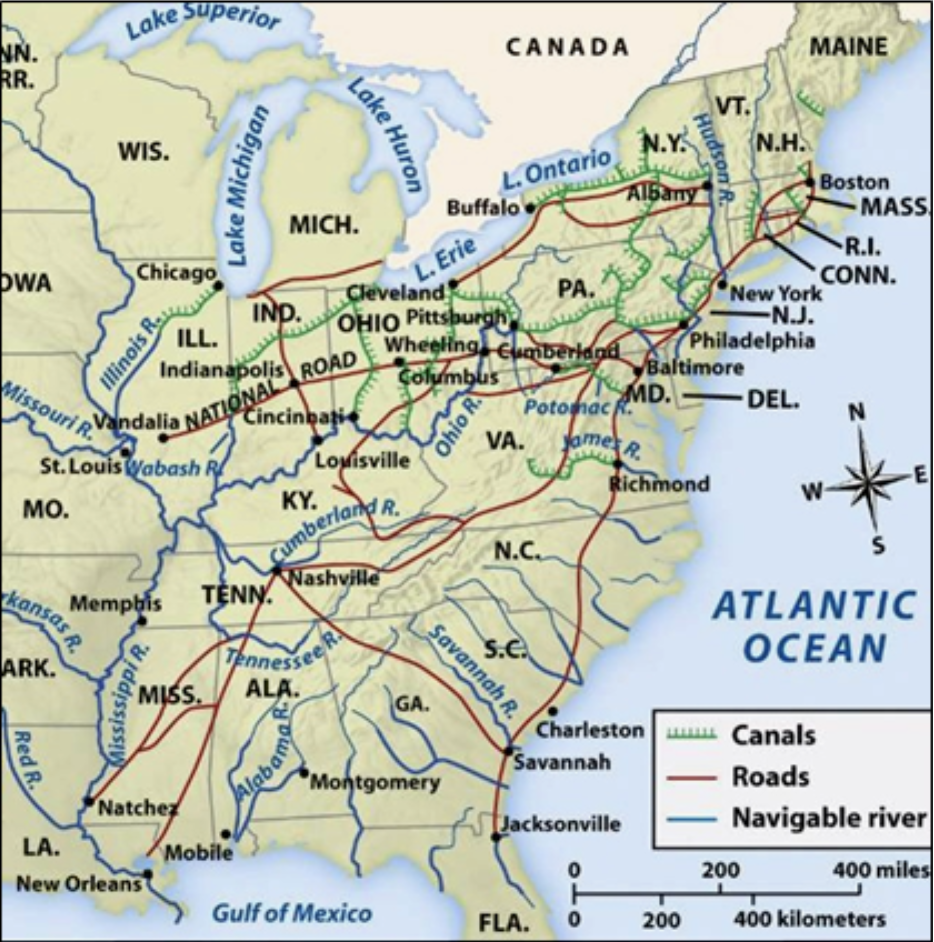 Lake Superior
CANADA
MAINE
NN.
RR.
VT.
Lake Huron
WIS.
Lake Michigan
N.Y.
Hudson R.
N.H.
L. Ontario
MICH.
Albany
Boston
Buffalo
MASS.
L. Erie
R.I.
CONN.
Chicago
OWA
Cleveland
PA.
New York
IND.
OHIO
Pittsburgh
N.J.
ILL.
Illinois R.
Wheeling
Cumberland
Philadelphia
Indianapolis
NATIONAL ROAD
Columbus
Baltimore
MD.
DEL.
Missouri R.
Vandalia
Cincinnati
Ohio R.
Potomac R.
N
VA.
James R.
St. Louis
Wabash R.
Louisville
W
E
Richmond
MO.
KY.
Cumberland R.
S
N.C.
Nashville
TENN.
Memphis
rkansas R.
ATLANTIC
OCEAN
Tennessee R.
Savannah R.
S.C.
ARK.
Mississippi R.
MISS.
ALA.
GA.
Charleston
Canals
Red R.
Alabama R.
Savannah
Montgomery
Roads
Natchez
Navigable river
Jacksonville
LA.
Mobile
New Orleans
0 200 400 miles
0 200 400 kilometers
Gulf of Mexico
FLA.